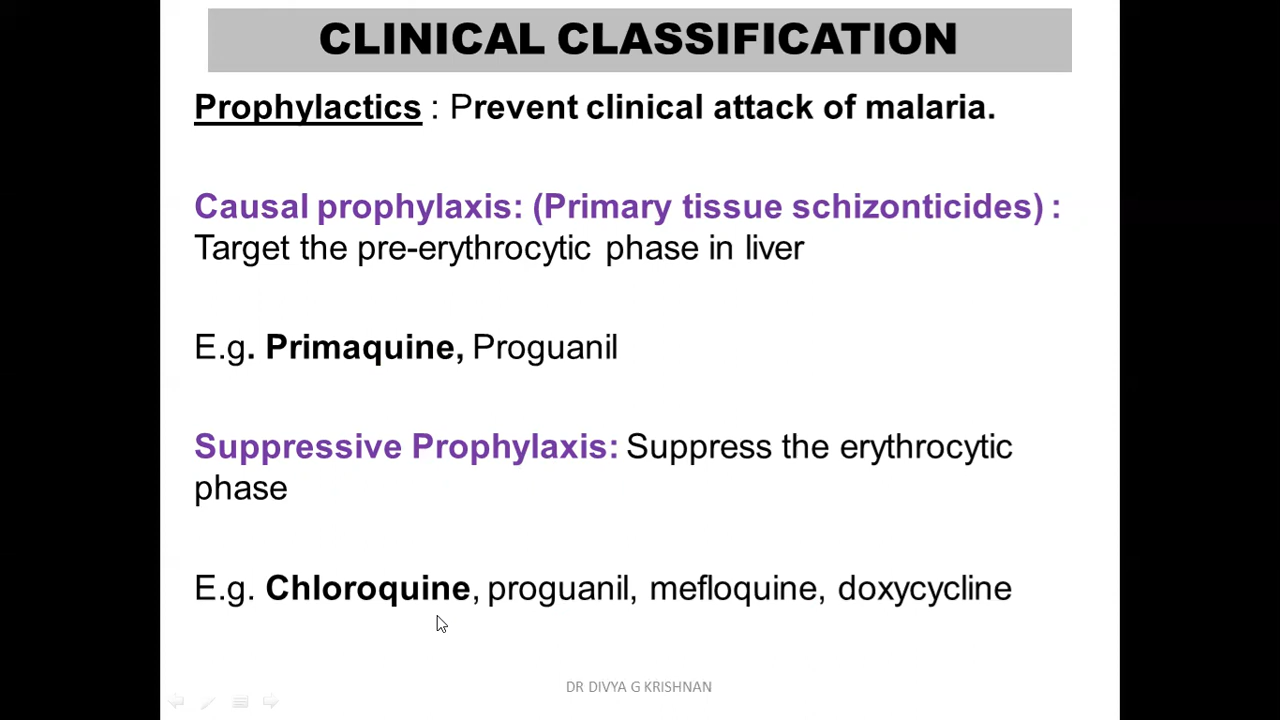 CLINICAL CLASSIFICATION
Prophylactics : Prevent clinical attack of malaria.
Causal prophylaxis: (Primary tissue schizonticides) :
Target the pre-erythrocytic phase in liver
E.g. Primaquine, Proguanil
Suppressive Prophylaxis: Suppress the erythrocytic
phase
E.g. Chloroquine, proguanil, mefloquine, doxycycline
DR DIVYA G KRISHNAN